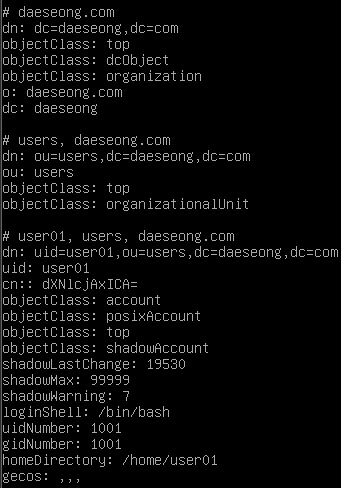 # daeseong.com
dn: dc=daeseong,dc=com
objectClass: top
objectClass: dcObject
objectClass: organization
o: daeseong.com
dc: daeseong
# users, daeseong.com
dn: ou=users,dc=daeseong,dc=com
ou: users
objectClass: top
objectClass: organizationalUnit
# user01, users, daeseong.com
dn: uid=user01,ou=users,dc=daeseong,dc=com
uid: user01
cn:: dXNlcjAxICA=
objectClass: account
objectClass: posixAccount
objectClass: top
objectClass: shadowAccount
shadowLastChange: 19530
shadowMax: 99999
shadowWarning: 7
loginShell: /bin/bash
uidNumber: 1001
gidNumber: 1001
homeDirectory: /home/user01
gecos: ,,,